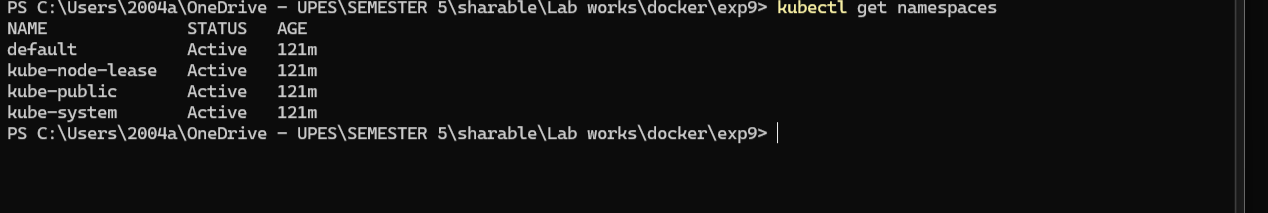 PS C:\Users\2004a\OneDrive - UPES\SEMESTER 5\sharable\Lab works\docker\exp9> kubectl get namespaces
NAME              STATUS   AGE
default           Active   121m
kube-node-lease   Active   121m
kube-public       Active   121m
kube-system       Active   121m
PS C:\Users\2004a\OneDrive - UPES\SEMESTER 5\sharable\Lab works\docker\exp9>